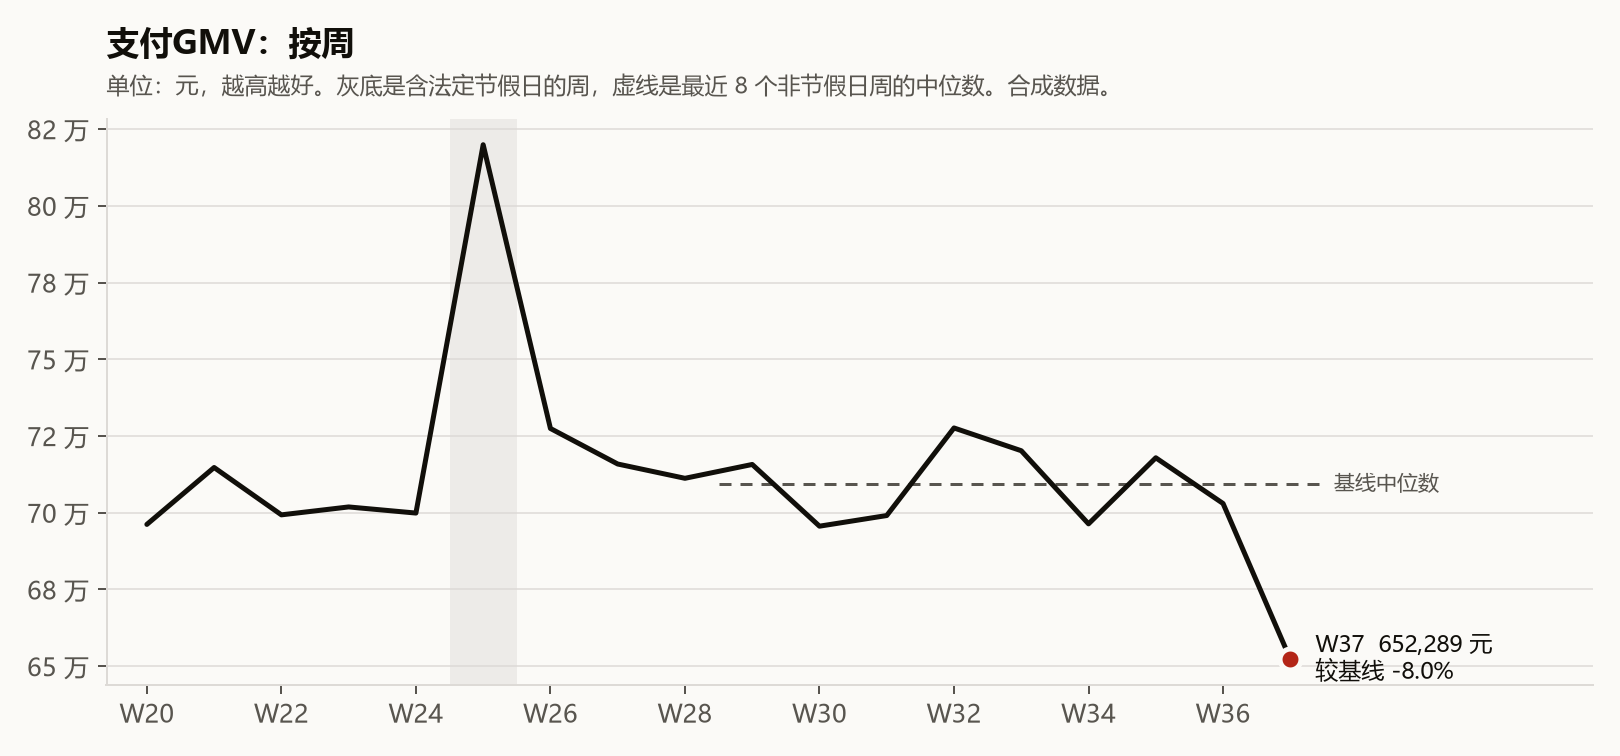 支付GMV：按周
单位：元，越高越好。灰底是含法定节假日的周，虚线是最近 8 个非节假日周的中位数。合成数据。
82 万
80 万
78 万
75 万
72 万
70 万
68 万
65 万
基线中位数
W37 652,289 元
较基线 -8.0%
W20
W22
W24
W26
W28
W30
W32
W34
W36